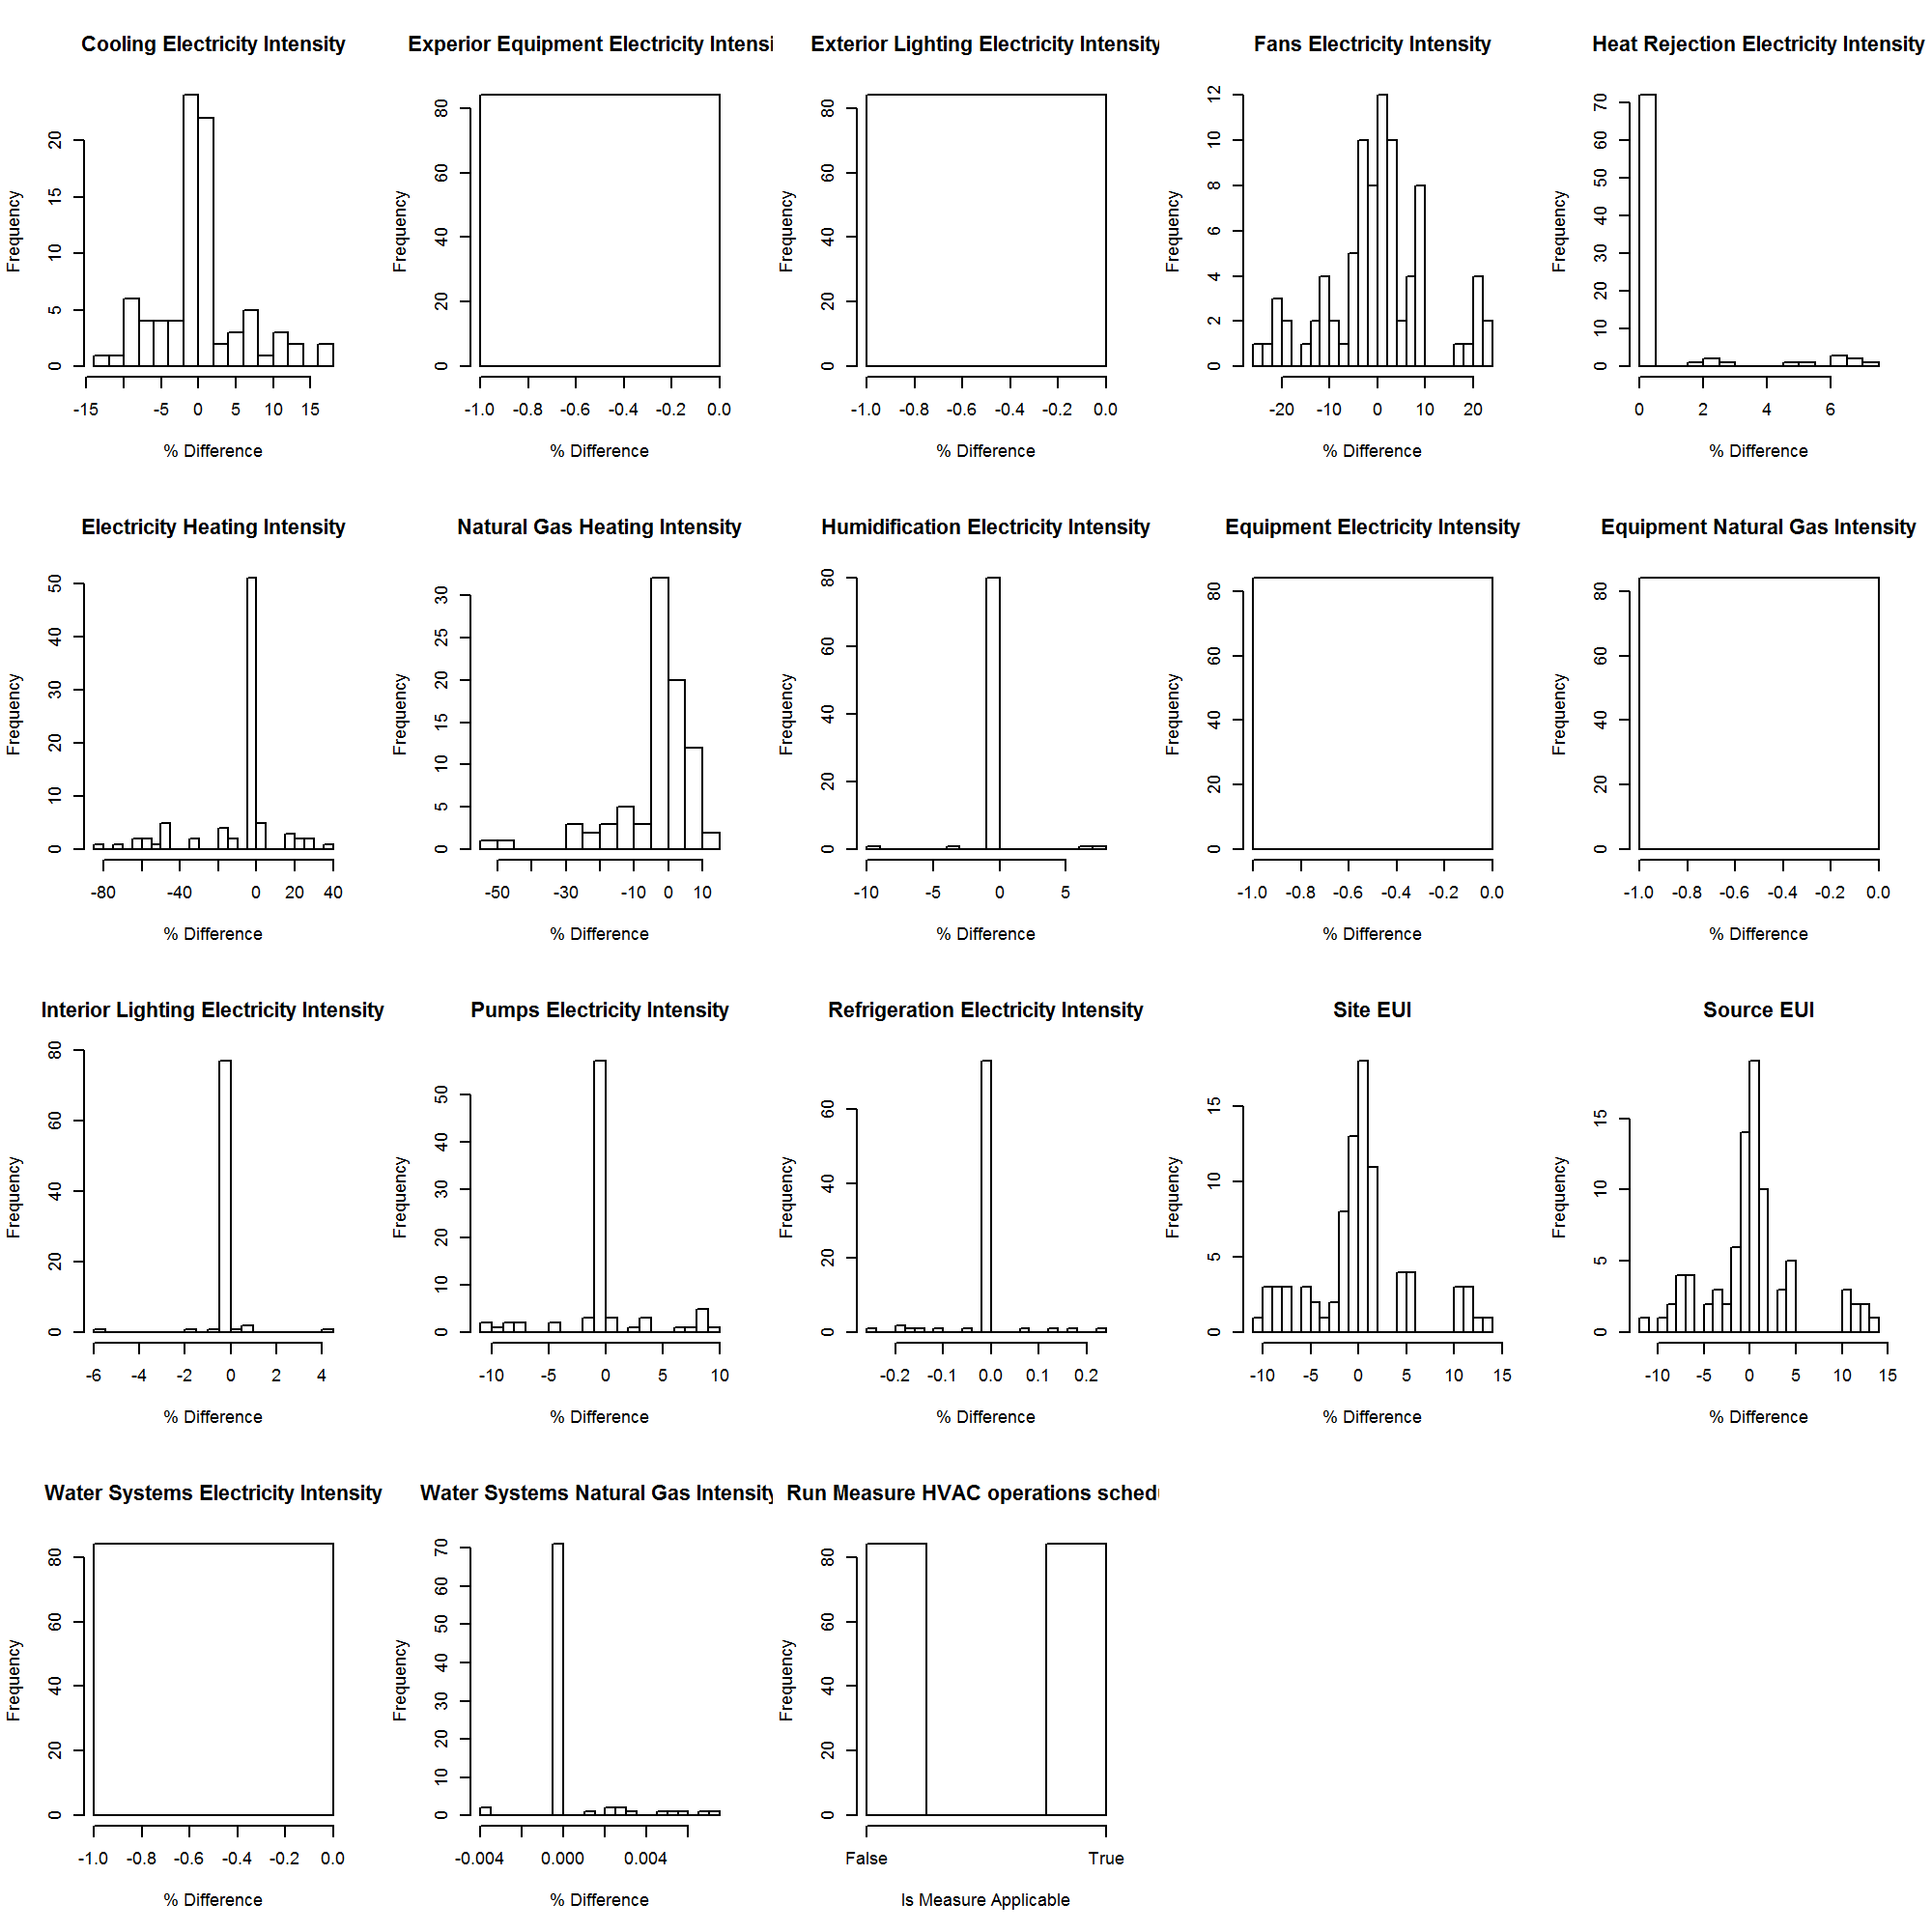 Cooling Electricity Intensity
Frequency
0 5 10 15 20
-15 -5 0 5 10 15
% Difference
Experior Equipment Electricity Intensi
Frequency
0 20 40 60 80
-1.0 -0.8 -0.6 -0.4 -0.2 0.0
% Difference
Exterior Lighting Electricity Intensity
Frequency
0 20 40 60 80
-1.0 -0.8 -0.6 -0.4 -0.2 0.0
% Difference
Fans Electricity Intensity
Frequency
0 2 4 6 8 10 12
-20 -10 0 10 20
% Difference
Heat Rejection Electricity Intensity
Frequency
0 10 20 30 40 50 60 70
0 2 4 6
% Difference
Electricity Heating Intensity
Frequency
0 10 20 30 40 50
-80 -40 0 20 40
% Difference
Natural Gas Heating Intensity
Frequency
0 5 10 15 20 25 30
-50 -30 -10 0 10
% Difference
Humidification Electricity Intensity
Frequency
0 20 40 60 80
-10 -5 0 5
% Difference
Equipment Electricity Intensity
Frequency
0 20 40 60 80
-1.0 -0.8 -0.6 -0.4 -0.2 0.0
% Difference
Equipment Natural Gas Intensity
Frequency
0 20 40 60 80
-1.0 -0.8 -0.6 -0.4 -0.2 0.0
% Difference
Interior Lighting Electricity Intensity
Frequency
0 20 40 60 80
-6 -4 -2 0 2 4
% Difference
Pumps Electricity Intensity
Frequency
0 10 20 30 40 50
-10 -5 0 5 10
% Difference
Refrigeration Electricity Intensity
Frequency
0 20 40 60
-0.2 -0.1 0.0 0.1 0.2
% Difference
Site EUI
Frequency
0 5 10 15
-10 -5 0 5 10 15
% Difference
Source EUI
Frequency
0 5 10 15
-10 -5 0 5 10 15
% Difference
Water Systems Electricity Intensity
Frequency
0 20 40 60 80
-1.0 -0.8 -0.6 -0.4 -0.2 0.0
% Difference
Water Systems Natural Gas Intensity
Frequency
0 10 20 30 40 50 60 70
-0.004 0.000 0.004
% Difference
Run Measure HVAC operations sched
Frequency
0 20 40 60 80
False True
Is Measure Applicable